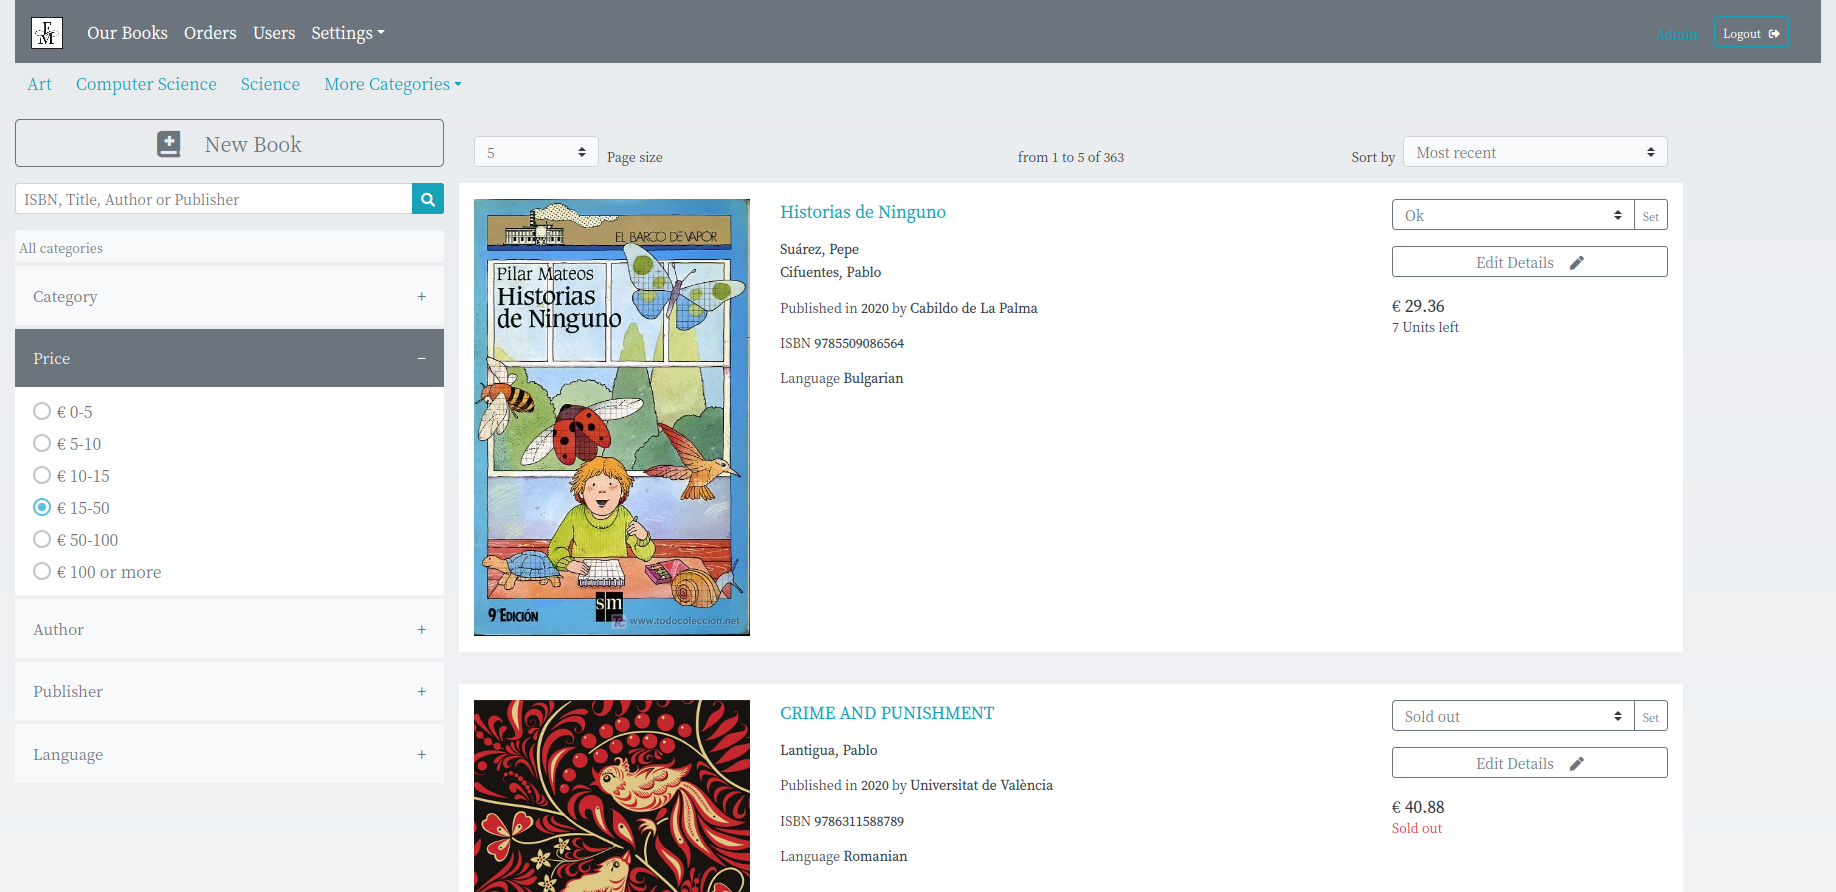 FM
Our Books Orders Users Settings
Admin
Logout
Art Computer Science Science More Categories
New Book
5
Page size
from 1 to 5 of 363
Sort by
Most recent
ISBN, Title, Author or Publisher
All categories
Category +
Price −
€ 0-5
€ 5-10
€ 10-15
€ 15-50
€ 50-100
€ 100 or more
Author +
Publisher +
Language +
EL BARCO DE VAPOR
Pilar Mateos
Historias
de Ninguno
9ª EDICIÓN
sm
TC www.todocoleccion.net
Historias de Ninguno
Suárez, Pepe
Cifuentes, Pablo
Published in 2020 by Cabildo de La Palma
ISBN 9785509086564
Language Bulgarian
Ok
Set
Edit Details
€ 29.36
7 Units left
CRIME AND PUNISHMENT
Lantigua, Pablo
Published in 2020 by Universitat de València
ISBN 9786311588789
Language Romanian
Sold out
Set
Edit Details
€ 40.88
Sold out